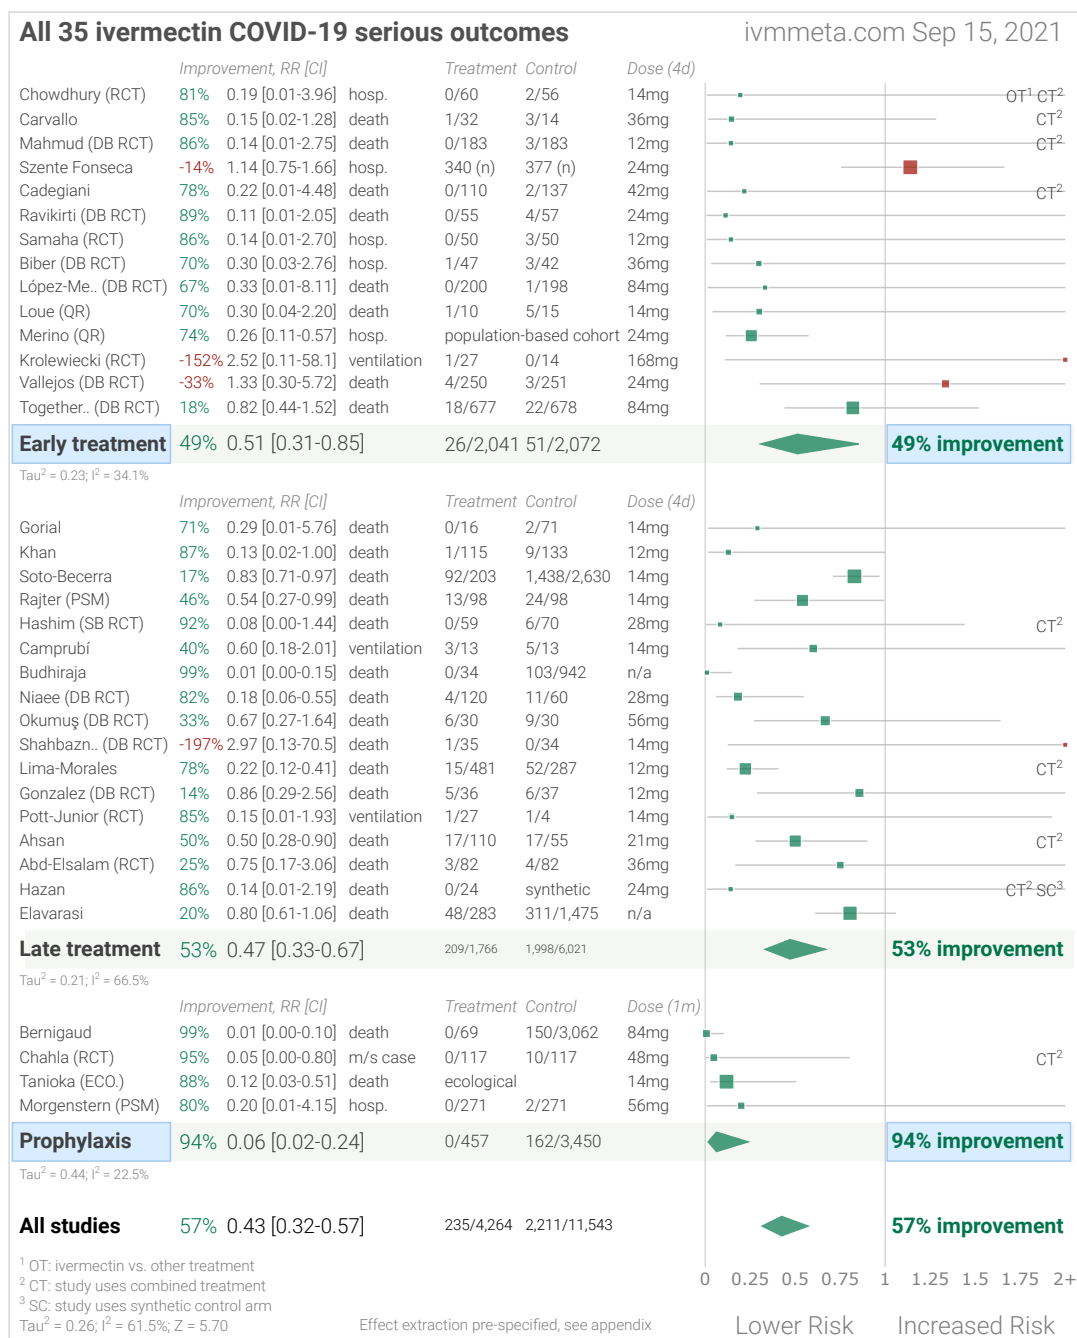 All 35 ivermectin COVID-19 serious outcomes ivmmeta.com Sep 15, 2021
Improvement, RR [CI] Treatment Control Dose (4d)
Chowdhury (RCT) 81% 0.19 [0.01-3.96] hosp. 0/60 2/56 14mg OT¹ CT²
Carvallo 85% 0.15 [0.02-1.28] death 1/32 3/14 36mg CT²
Mahmud (DB RCT) 86% 0.14 [0.01-2.75] death 0/183 3/183 12mg CT²
Szente Fonseca -14% 1.14 [0.75-1.66] hosp. 340 (n) 377 (n) 24mg
Cadegiani 78% 0.22 [0.01-4.48] death 0/110 2/137 42mg CT²
Ravikirti (DB RCT) 89% 0.11 [0.01-2.05] death 0/55 4/57 24mg
Samaha (RCT) 86% 0.14 [0.01-2.70] hosp. 0/50 3/50 12mg
Biber (DB RCT) 70% 0.30 [0.03-2.76] hosp. 1/47 3/42 36mg
López-Me.. (DB RCT) 67% 0.33 [0.01-8.11] death 0/200 1/198 84mg
Loue (QR) 70% 0.30 [0.04-2.20] death 1/10 5/15 14mg
Merino (QR) 74% 0.26 [0.11-0.57] hosp. population-based cohort 24mg
Krolewiecki (RCT) -152% 2.52 [0.11-58.1] ventilation 1/27 0/14 168mg
Vallejos (DB RCT) -33% 1.33 [0.30-5.72] death 4/250 3/251 24mg
Together.. (DB RCT) 18% 0.82 [0.44-1.52] death 18/677 22/678 84mg
Early treatment 49% 0.51 [0.31-0.85] 26/2,041 51/2,072 49% improvement
Tau² = 0.23; I² = 34.1%
Improvement, RR [CI] Treatment Control Dose (4d)
Gorial 71% 0.29 [0.01-5.76] death 0/16 2/71 14mg
Khan 87% 0.13 [0.02-1.00] death 1/115 9/133 12mg
Soto-Becerra 17% 0.83 [0.71-0.97] death 92/203 1,438/2,630 14mg
Rajter (PSM) 46% 0.54 [0.27-0.99] death 13/98 24/98 14mg
Hashim (SB RCT) 92% 0.08 [0.00-1.44] death 0/59 6/70 28mg CT²
Camprubí 40% 0.60 [0.18-2.01] ventilation 3/13 5/13 14mg
Budhiraja 99% 0.01 [0.00-0.15] death 0/34 103/942 n/a
Niaee (DB RCT) 82% 0.18 [0.06-0.55] death 4/120 11/60 28mg
Okumuş (DB RCT) 33% 0.67 [0.27-1.64] death 6/30 9/30 56mg
Shahbazn.. (DB RCT) -197% 2.97 [0.13-70.5] death 1/35 0/34 14mg
Lima-Morales 78% 0.22 [0.12-0.41] death 15/481 52/287 12mg CT²
Gonzalez (DB RCT) 14% 0.86 [0.29-2.56] death 5/36 6/37 12mg
Pott-Junior (RCT) 85% 0.15 [0.01-1.93] ventilation 1/27 1/4 14mg
Ahsan 50% 0.50 [0.28-0.90] death 17/110 17/55 21mg CT²
Abd-Elsalam (RCT) 25% 0.75 [0.17-3.06] death 3/82 4/82 36mg
Hazan 86% 0.14 [0.01-2.19] death 0/24 synthetic 24mg CT² SC³
Elavarasi 20% 0.80 [0.61-1.06] death 48/283 311/1,475 n/a
Late treatment 53% 0.47 [0.33-0.67] 209/1,766 1,998/6,021 53% improvement
Tau² = 0.21; I² = 66.5%
Improvement, RR [CI] Treatment Control Dose (1m)
Bernigaud 99% 0.01 [0.00-0.10] death 0/69 150/3,062 84mg
Chahla (RCT) 95% 0.05 [0.00-0.80] m/s case 0/117 10/117 48mg CT²
Tanioka (ECO.) 88% 0.12 [0.03-0.51] death ecological 14mg
Morgenstern (PSM) 80% 0.20 [0.01-4.15] hosp. 0/271 2/271 56mg
Prophylaxis 94% 0.06 [0.02-0.24] 0/457 162/3,450 94% improvement
Tau² = 0.44; I² = 22.5%
All studies 57% 0.43 [0.32-0.57] 235/4,264 2,211/11,543 57% improvement
¹ OT: ivermectin vs. other treatment
0 0.25 0.5 0.75 1 1.25 1.5 1.75 2+
² CT: study uses combined treatment
³ SC: study uses synthetic control arm
Tau² = 0.26; I² = 61.5%; Z = 5.70 Effect extraction pre-specified, see appendix Lower Risk Increased Risk